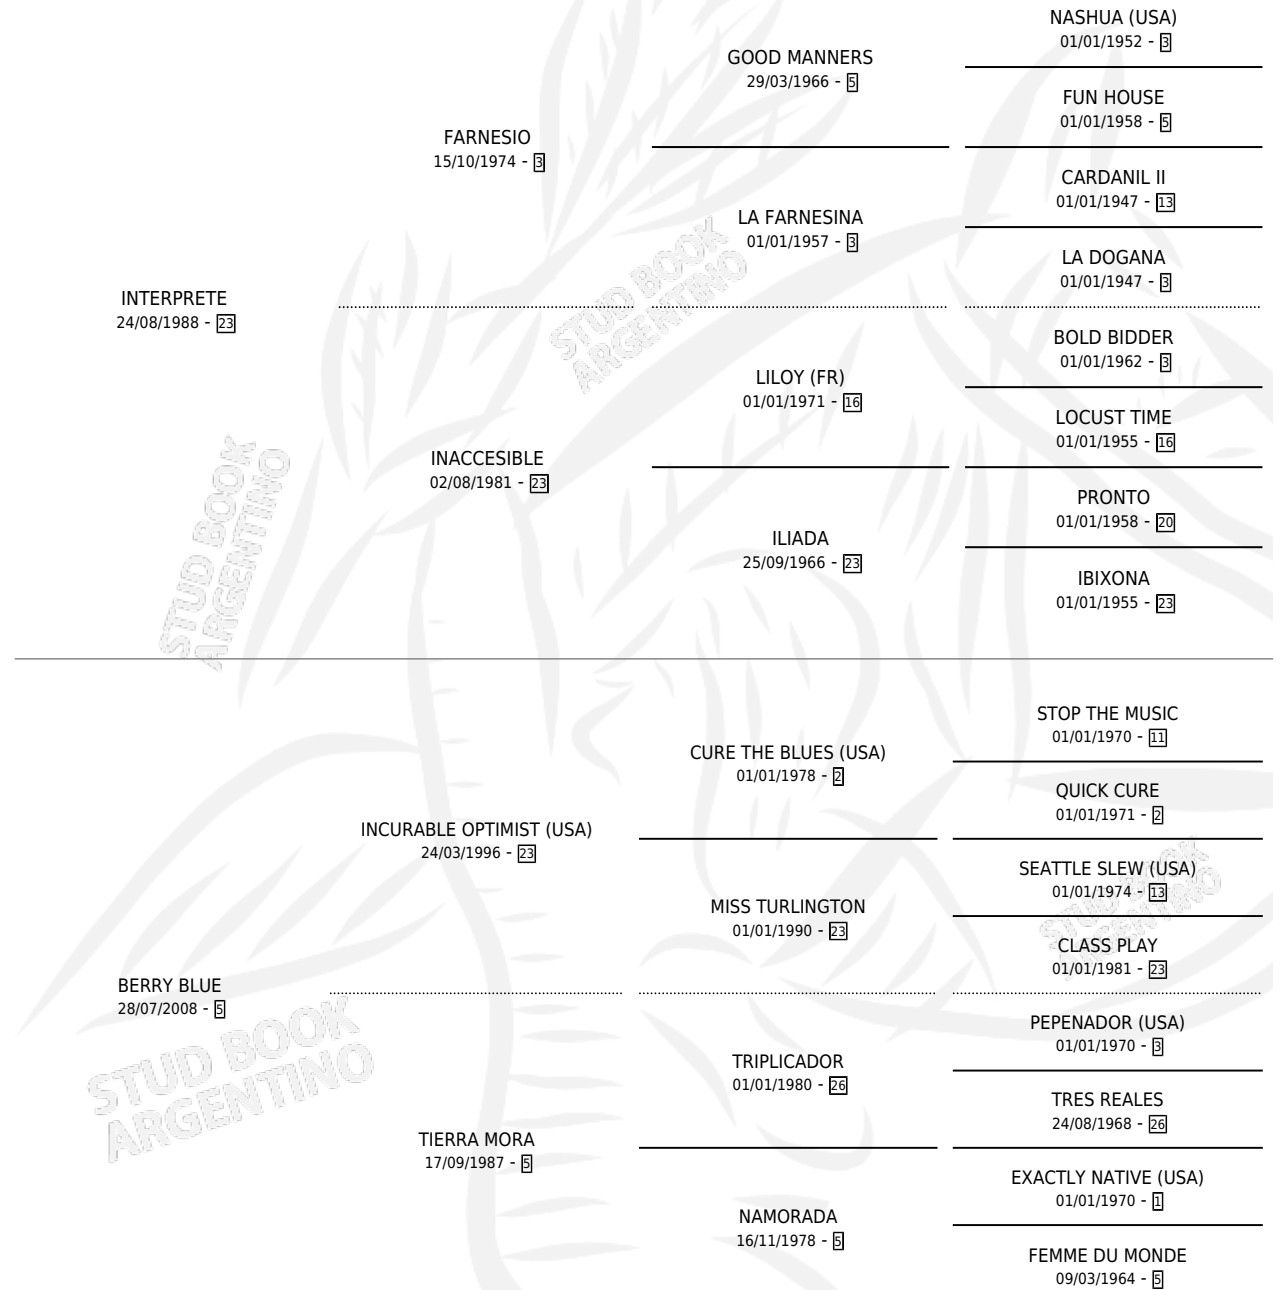 NASHUA (USA)
01/01/1952 - 3
GOOD MANNERS
29/03/1966 - 5
FUN HOUSE
01/01/1958 - 5
FARNESIO
15/10/1974 - 3
CARDANIL II
01/01/1947 - 13
LA FARNESINA
01/01/1957 - 3
LA DOGANA
01/01/1947 - 3
INTERPRETE
24/08/1988 - 23
BOLD BIDDER
01/01/1962 - 3
LILOY (FR)
01/01/1971 - 16
LOCUST TIME
01/01/1955 - 16
INACCESIBLE
02/08/1981 - 23
PRONTO
01/01/1958 - 20
ILIADA
25/09/1966 - 23
IBIXONA
01/01/1955 - 23
STUD BOOK
ARGENTINO
STUD BOOK
ARGENTINO
STOP THE MUSIC
01/01/1970 - 11
CURE THE BLUES (USA)
01/01/1978 - 2
QUICK CURE
01/01/1971 - 2
INCURABLE OPTIMIST (USA)
24/03/1996 - 23
SEATTLE SLEW (USA)
01/01/1974 - 13
MISS TURLINGTON
01/01/1990 - 23
CLASS PLAY
01/01/1981 - 23
BERRY BLUE
28/07/2008 - 5
PEPENADOR (USA)
01/01/1970 - 3
TRIPLICADOR
01/01/1980 - 26
TRES REALES
24/08/1968 - 26
TIERRA MORA
17/09/1987 - 5
EXACTLY NATIVE (USA)
01/01/1970 - 1
NAMORADA
16/11/1978 - 5
FEMME DU MONDE
09/03/1964 - 5
STUD BOOK
ARGENTINO
STUD BOOK
ARGENTINO